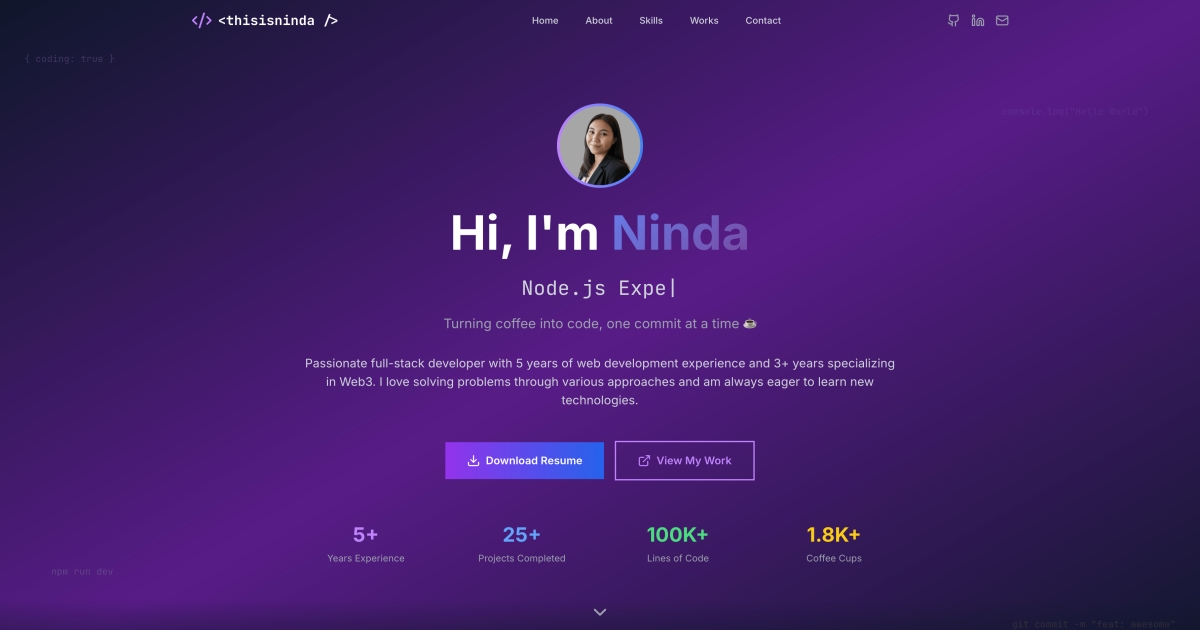 <thisisninda />
Home About Skills Works Contact
{ coding: true }
console.log("Hello World")
Hi, I'm Ninda
Node.js Expe|
Turning coffee into code, one commit at a time ☕
Passionate full-stack developer with 5 years of web development experience and 3+ years specializing
in Web3. I love solving problems through various approaches and am always eager to learn new
technologies.
Download Resume View My Work
5+ 25+ 100K+ 1.8K+
Years Experience Projects Completed Lines of Code Coffee Cups
npm run dev
git commit -m "feat: awesome"